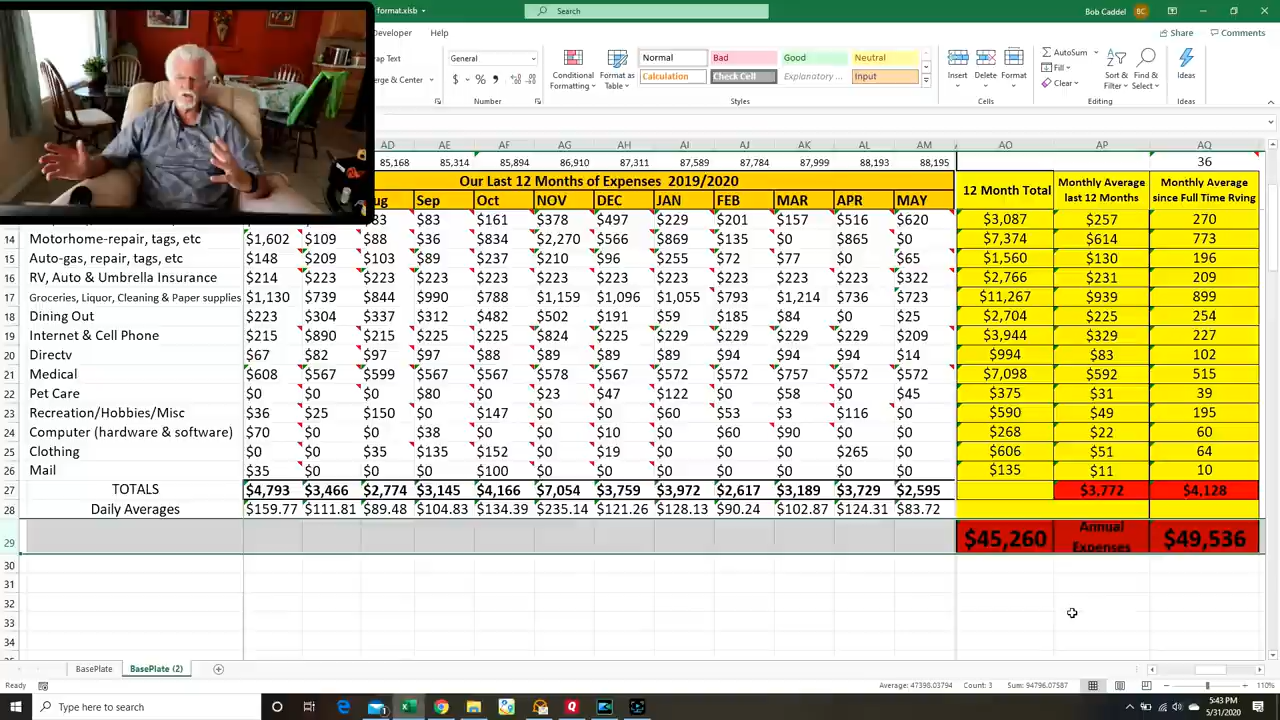 format.xlsb
Search
Bob Caddel
BC
Developer
Help
Share
Comments
Wrap Text
Merge & Center
General
$ % 9
Number
Conditional Formatting
Format as Table
Normal
Bad
Good
Neutral
Calculation
Check Cell
Explanatory ...
Input
Styles
Insert
Delete
Format
Cells
AutoSum
Fill
Clear
Sort & Filter
Find & Select
Editing
Ideas
Ideas
AD AE AF AG AH AI AJ AK AL AM AO AP AQ
85,168 85,314 85,894 86,910 87,311 87,589 87,784 87,999 88,193 88,195 36
Our Last 12 Months of Expenses 2019/2020
12 Month Total
Monthly Average last 12 Months
Monthly Average since Full Time Rving
Sep Oct NOV DEC JAN FEB MAR APR MAY
$83 $161 $378 $497 $229 $201 $157 $516 $620 $3,087 $257 270
14 Motorhome-repair, tags, etc $1,602 $109 $88 $36 $834 $2,270 $566 $869 $135 $0 $865 $0 $7,374 $614 773
15 Auto-gas, repair, tags, etc $148 $209 $103 $89 $237 $210 $96 $255 $72 $77 $0 $65 $1,560 $130 196
16 RV, Auto & Umbrella Insurance $214 $223 $223 $223 $223 $223 $223 $223 $223 $223 $223 $322 $2,766 $231 209
17 Groceries, Liquor, Cleaning & Paper supplies $1,130 $739 $844 $990 $788 $1,159 $1,096 $1,055 $793 $1,214 $736 $723 $11,267 $939 899
18 Dining Out $223 $304 $337 $312 $482 $502 $191 $59 $185 $84 $0 $25 $2,704 $225 254
19 Internet & Cell Phone $215 $890 $215 $225 $225 $824 $225 $229 $229 $229 $229 $209 $3,944 $329 227
20 Directv $67 $82 $97 $97 $88 $89 $89 $89 $94 $94 $94 $14 $994 $83 102
21 Medical $608 $567 $599 $567 $567 $578 $567 $572 $572 $757 $572 $572 $7,098 $592 515
22 Pet Care $0 $0 $0 $80 $0 $23 $47 $122 $0 $58 $0 $45 $375 $31 39
23 Recreation/Hobbies/Misc $36 $25 $150 $0 $147 $0 $0 $60 $53 $3 $116 $0 $590 $49 195
24 Computer (hardware & software) $70 $0 $0 $38 $0 $0 $10 $0 $60 $90 $0 $0 $268 $22 60
25 Clothing $0 $0 $35 $135 $152 $0 $19 $0 $0 $0 $265 $0 $606 $51 64
26 Mail $35 $0 $0 $0 $100 $0 $0 $0 $0 $0 $0 $0 $135 $11 10
27 TOTALS $4,793 $3,466 $2,774 $3,145 $4,166 $7,054 $3,759 $3,972 $2,617 $3,189 $3,729 $2,595 $3,772 $4,128
28 Daily Averages $159.77 $111.81 $89.48 $104.83 $134.39 $235.14 $121.26 $128.13 $90.24 $102.87 $124.31 $83.72
29 $45,260 Annual Expenses $49,536
30
31
32
33
34
BasePlate
BasePlate (2)
Ready
Average: 47398.03794 Count: 3 Sum: 94796.07587
110%
Type here to search
5:43 PM
5/31/2020